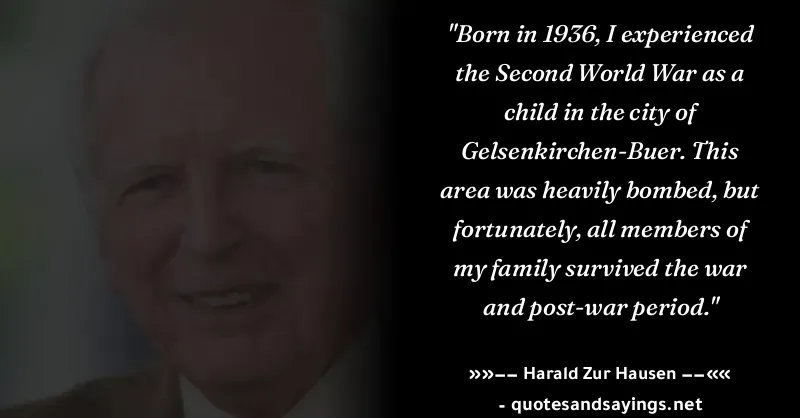 "Born in 1936, I experienced
the Second World War as a
child in the city of
Gelsenkirchen-Buer. This
area was heavily bombed, but
fortunately, all members of
my family survived the war
and post-war period."
»»−− Harald Zur Hausen −−««
- quotesandsayings.net